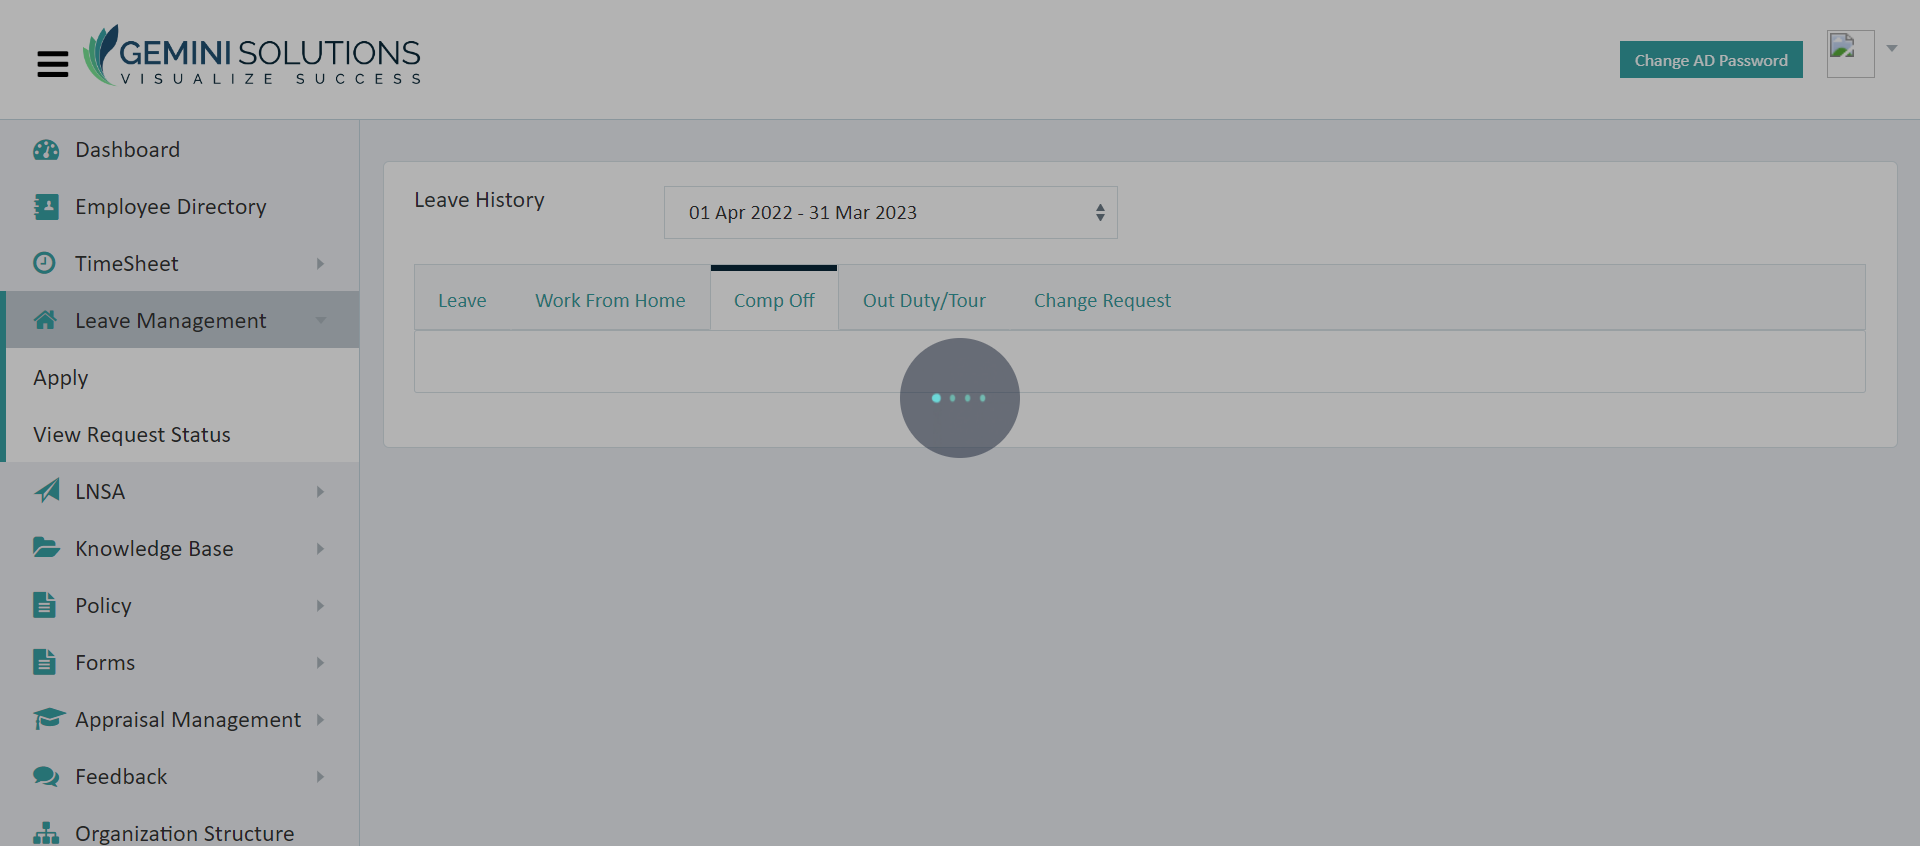 GEMINI SOLUTIONS
VISUALIZE SUCCESS
Change AD Password
Dashboard
Employee Directory
TimeSheet
Leave Management
Apply
View Request Status
LNSA
Knowledge Base
Policy
Forms
Appraisal Management
Feedback
Organization Structure
Leave History
01 Apr 2022 - 31 Mar 2023
Leave Work From Home Comp Off Out Duty/Tour Change Request